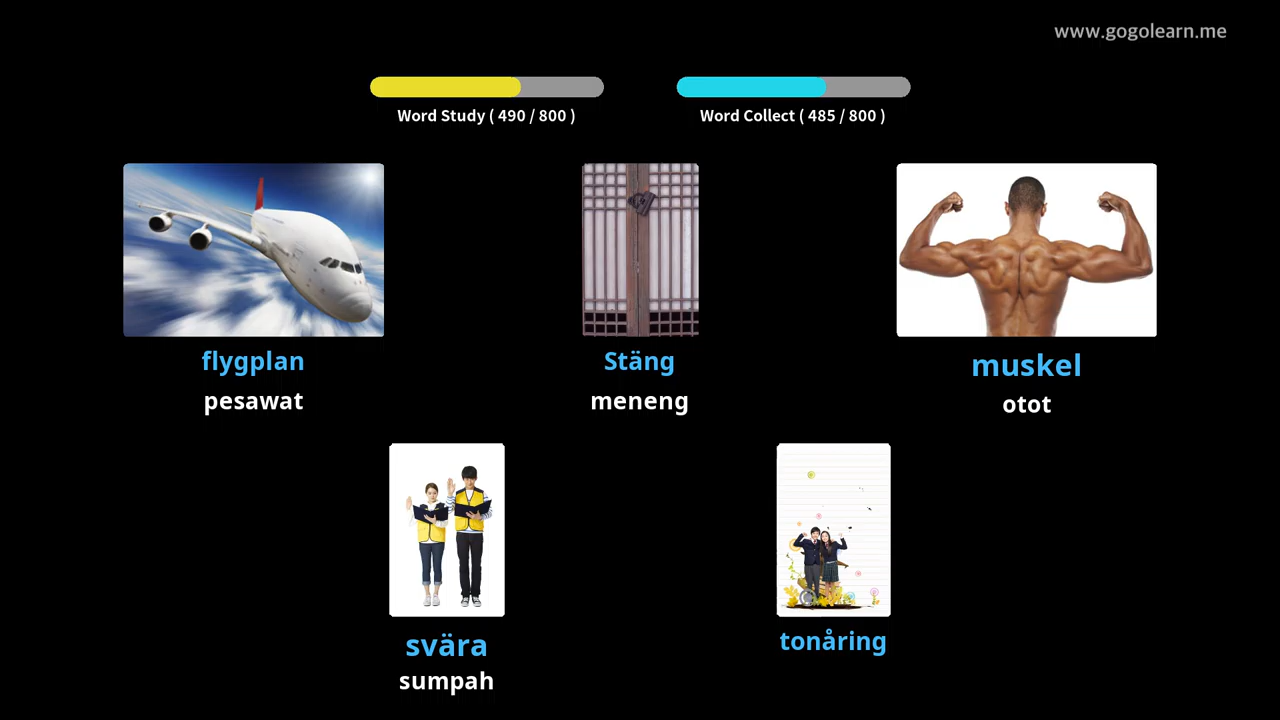 www.gogolearn.me
Word Study ( 490 / 800 )
Word Collect ( 485 / 800 )
flygplan
pesawat
Stäng
meneng
muskel
otot
svära
sumpah
tonåring